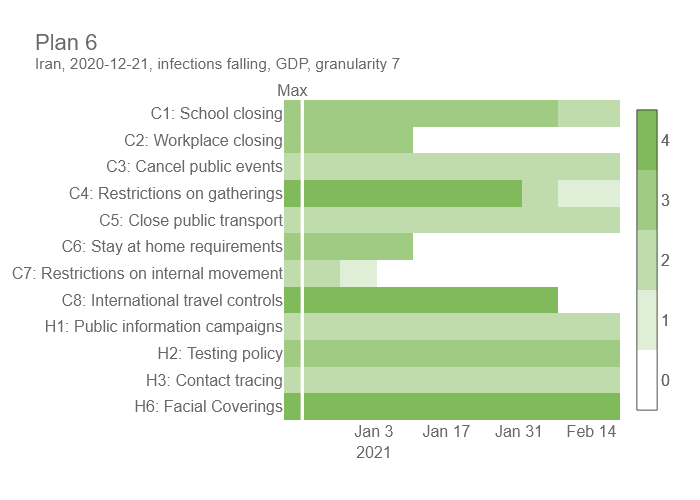 Plan 6
Iran, 2020-12-21, infections falling, GDP, granularity 7
Max
C1: School closing
C2: Workplace closing
C3: Cancel public events
C4: Restrictions on gatherings
C5: Close public transport
C6: Stay at home requirements
C7: Restrictions on internal movement
C8: International travel controls
H1: Public information campaigns
H2: Testing policy
H3: Contact tracing
H6: Facial Coverings
Jan 3 Jan 17 Jan 31 Feb 14
2021
4
3
2
1
0